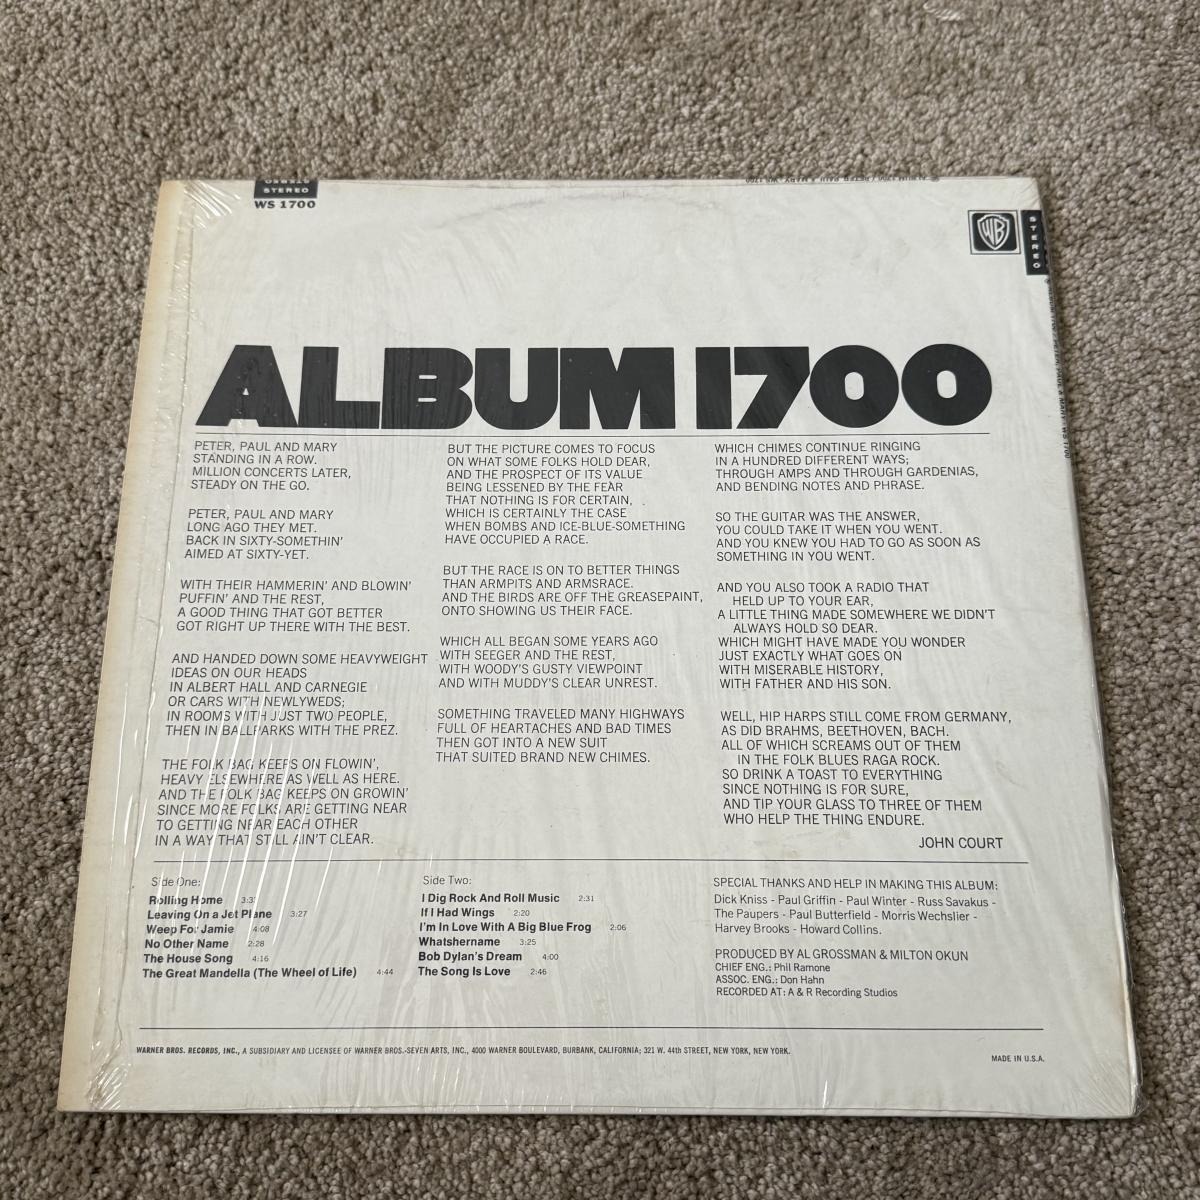 STEREO
WS 1700
WB
STEREO
ALBUM 1700
PETER, PAUL AND MARY
STANDING IN A ROW.
MILLION CONCERTS LATER,
STEADY ON THE GO.
PETER, PAUL AND MARY
LONG AGO THEY MET.
BACK IN SIXTY-SOMETHIN'
AIMED AT SIXTY-YET.
WITH THEIR HAMMERIN' AND BLOWIN'
PUFFIN' AND THE REST,
A GOOD THING THAT GOT BETTER
GOT RIGHT UP THERE WITH THE BEST.
AND HANDED DOWN SOME HEAVYWEIGHT
IDEAS ON OUR HEADS
IN ALBERT HALL AND CARNEGIE
OR CARS WITH NEWLYWEDS;
IN ROOMS WITH JUST TWO PEOPLE,
THEN IN BALLPARKS WITH THE PREZ.
THE FOLK BAG KEEPS ON FLOWIN',
HEAVY ELSEWHERE AS WELL AS HERE.
AND THE FOLK BAG KEEPS ON GROWIN'
SINCE MORE FOLKS ARE GETTING NEAR
TO GETTING NEAR EACH OTHER
IN A WAY THAT STILL AIN'T CLEAR.
BUT THE PICTURE COMES TO FOCUS
ON WHAT SOME FOLKS HOLD DEAR,
AND THE PROSPECT OF ITS VALUE
BEING LESSENED BY THE FEAR
THAT NOTHING IS FOR CERTAIN,
WHICH IS CERTAINLY THE CASE
WHEN BOMBS AND ICE-BLUE-SOMETHING
HAVE OCCUPIED A RACE.
BUT THE RACE IS ON TO BETTER THINGS
THAN ARMPITS AND ARMSRACE.
AND THE BIRDS ARE OFF THE GREASEPAINT,
ONTO SHOWING US THEIR FACE.
WHICH ALL BEGAN SOME YEARS AGO
WITH SEEGER AND THE REST,
WITH WOODY'S GUSTY VIEWPOINT
AND WITH MUDDY'S CLEAR UNREST.
SOMETHING TRAVELED MANY HIGHWAYS
FULL OF HEARTACHES AND BAD TIMES
THEN GOT INTO A NEW SUIT
THAT SUITED BRAND NEW CHIMES.
WHICH CHIMES CONTINUE RINGING
IN A HUNDRED DIFFERENT WAYS;
THROUGH AMPS AND THROUGH GARDENIAS,
AND BENDING NOTES AND PHRASE.
SO THE GUITAR WAS THE ANSWER,
YOU COULD TAKE IT WHEN YOU WENT.
AND YOU KNEW YOU HAD TO GO AS SOON AS
SOMETHING IN YOU WENT.
AND YOU ALSO TOOK A RADIO THAT
HELD UP TO YOUR EAR,
A LITTLE THING MADE SOMEWHERE WE DIDN'T
ALWAYS HOLD SO DEAR.
WHICH MIGHT HAVE MADE YOU WONDER
JUST EXACTLY WHAT GOES ON
WITH MISERABLE HISTORY,
WITH FATHER AND HIS SON.
WELL, HIP HARPS STILL COME FROM GERMANY,
AS DID BRAHMS, BEETHOVEN, BACH.
ALL OF WHICH SCREAMS OUT OF THEM
IN THE FOLK BLUES RAGA ROCK.
SO DRINK A TOAST TO EVERYTHING
SINCE NOTHING IS FOR SURE,
AND TIP YOUR GLASS TO THREE OF THEM
WHO HELP THE THING ENDURE.
JOHN COURT
Side One:
Rolling Home
Leaving On a Jet Plane 3:27
Weep For Jamie 4:08
No Other Name 2:28
The House Song 4:16
The Great Mandella (The Wheel of Life) 4:44
Side Two:
I Dig Rock And Roll Music 2:31
If I Had Wings 2:20
I'm In Love With A Big Blue Frog 2:06
Whatshername 3:25
Bob Dylan's Dream 4:00
The Song Is Love 2:46
SPECIAL THANKS AND HELP IN MAKING THIS ALBUM:
Dick Kniss - Paul Griffin - Paul Winter - Russ Savakus -
The Paupers - Paul Butterfield - Morris Wechslier -
Harvey Brooks - Howard Collins.
PRODUCED BY AL GROSSMAN & MILTON OKUN
CHIEF ENG.: Phil Ramone
ASSOC. ENG.: Don Hahn
RECORDED AT: A & R Recording Studios
WARNER BROS. RECORDS, INC., A SUBSIDIARY AND LICENSEE OF WARNER BROS.-SEVEN ARTS, INC., 4000 WARNER BOULEVARD, BURBANK, CALIFORNIA; 321 W. 44th STREET, NEW YORK, NEW YORK.
MADE IN U.S.A.